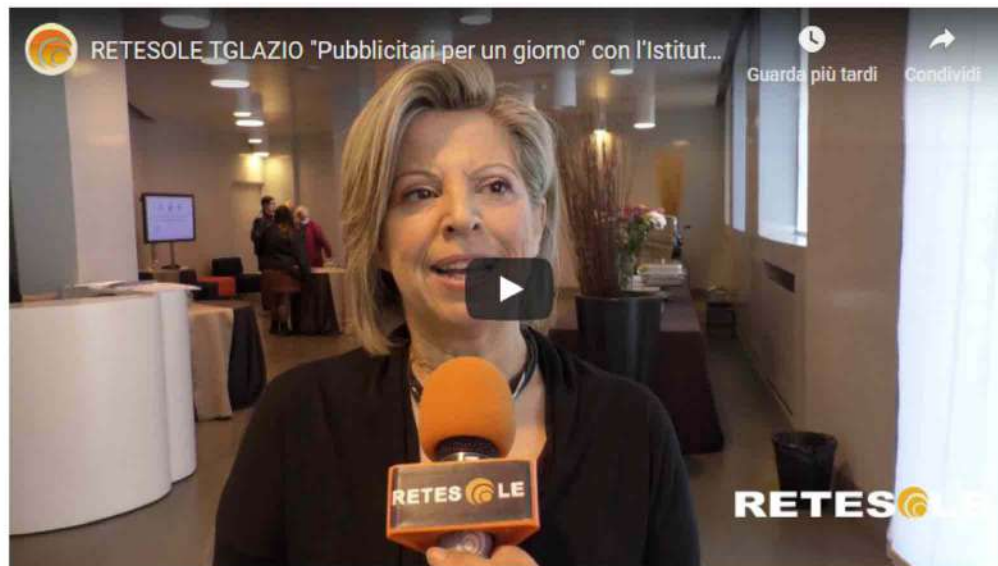 RETESOLE TGLAZIO "Pubblicitari per un giorno" con l'Istitut...
Guarda più tardi
Condividi
RETESOLE
RETESOLE